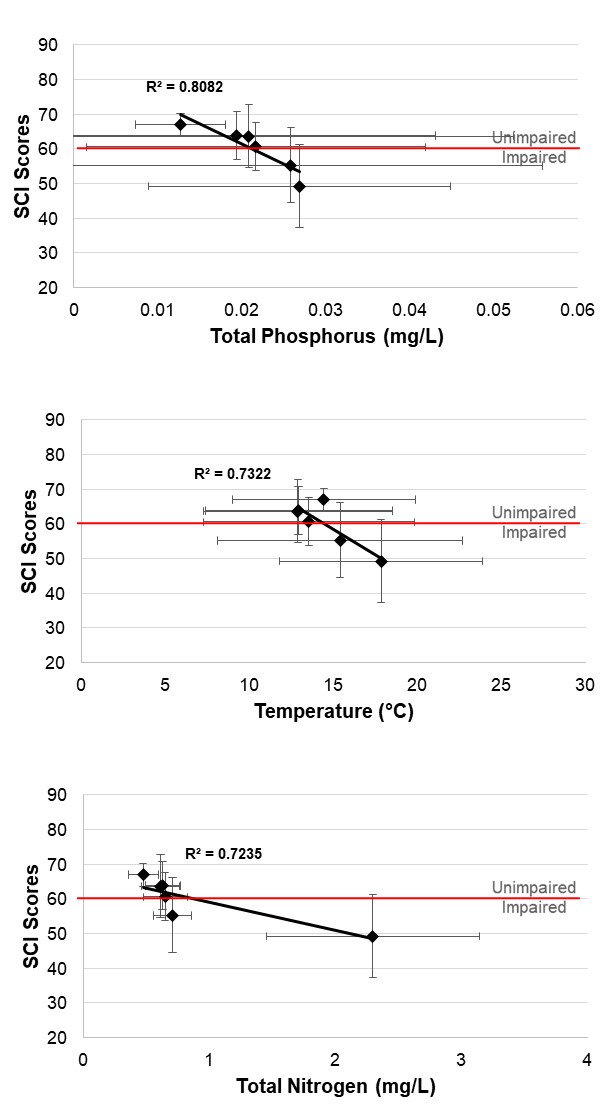 90
80
R² = 0.8082
70
60
50
40
30
20
SCI Scores
Unimpaired
Impaired
0 0.01 0.02 0.03 0.04 0.05 0.06
Total Phosphorus (mg/L)
90
80
R² = 0.7322
70
60
50
40
30
20
SCI Scores
Unimpaired
Impaired
0 5 10 15 20 25 30
Temperature (°C)
90
80
R² = 0.7235
70
60
50
40
30
20
SCI Scores
Unimpaired
Impaired
0 1 2 3 4
Total Nitrogen (mg/L)